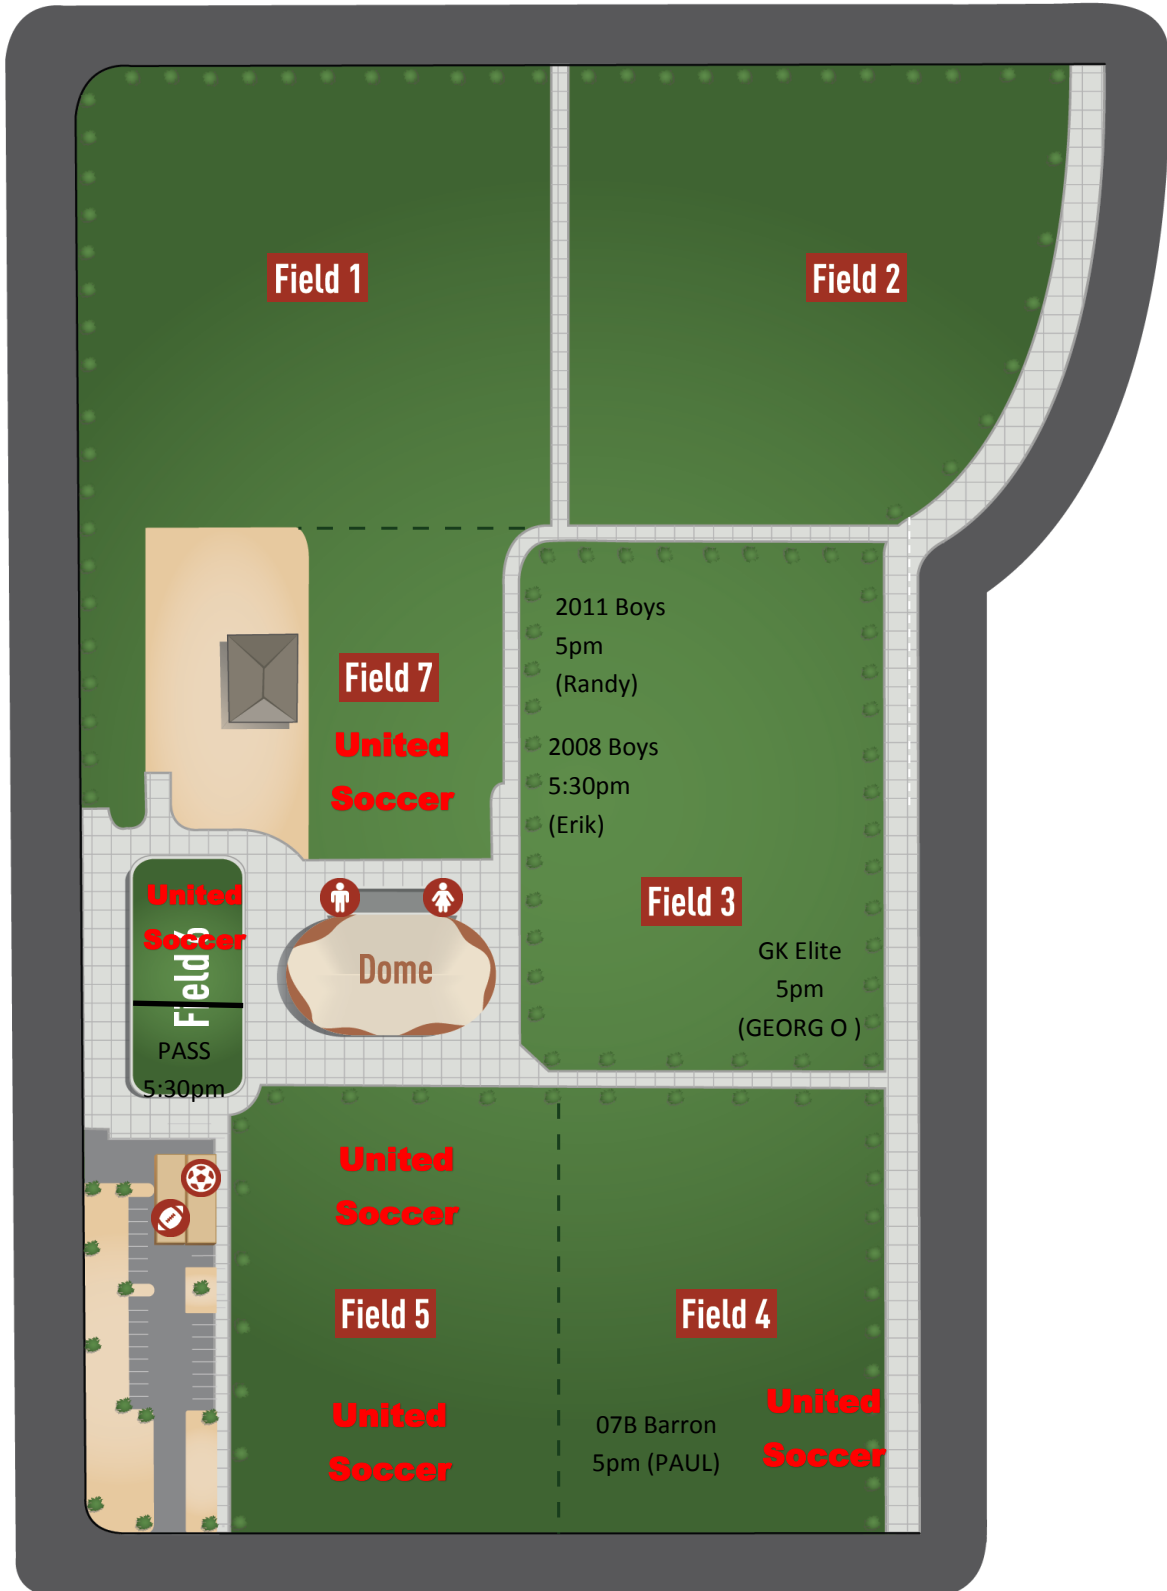 Field 1
Field 2
2011 Boys
5pm
(Randy)
Field 7
United
Soccer
2008 Boys
5:30pm
(Erik)
United
Soccer
Field 6
Field 3
GK Elite
5pm
(GEORG O )
Dome
PASS
5:30pm
United
Soccer
Field 5
Field 4
United
Soccer
07B Barron
5pm (PAUL)
United
Soccer